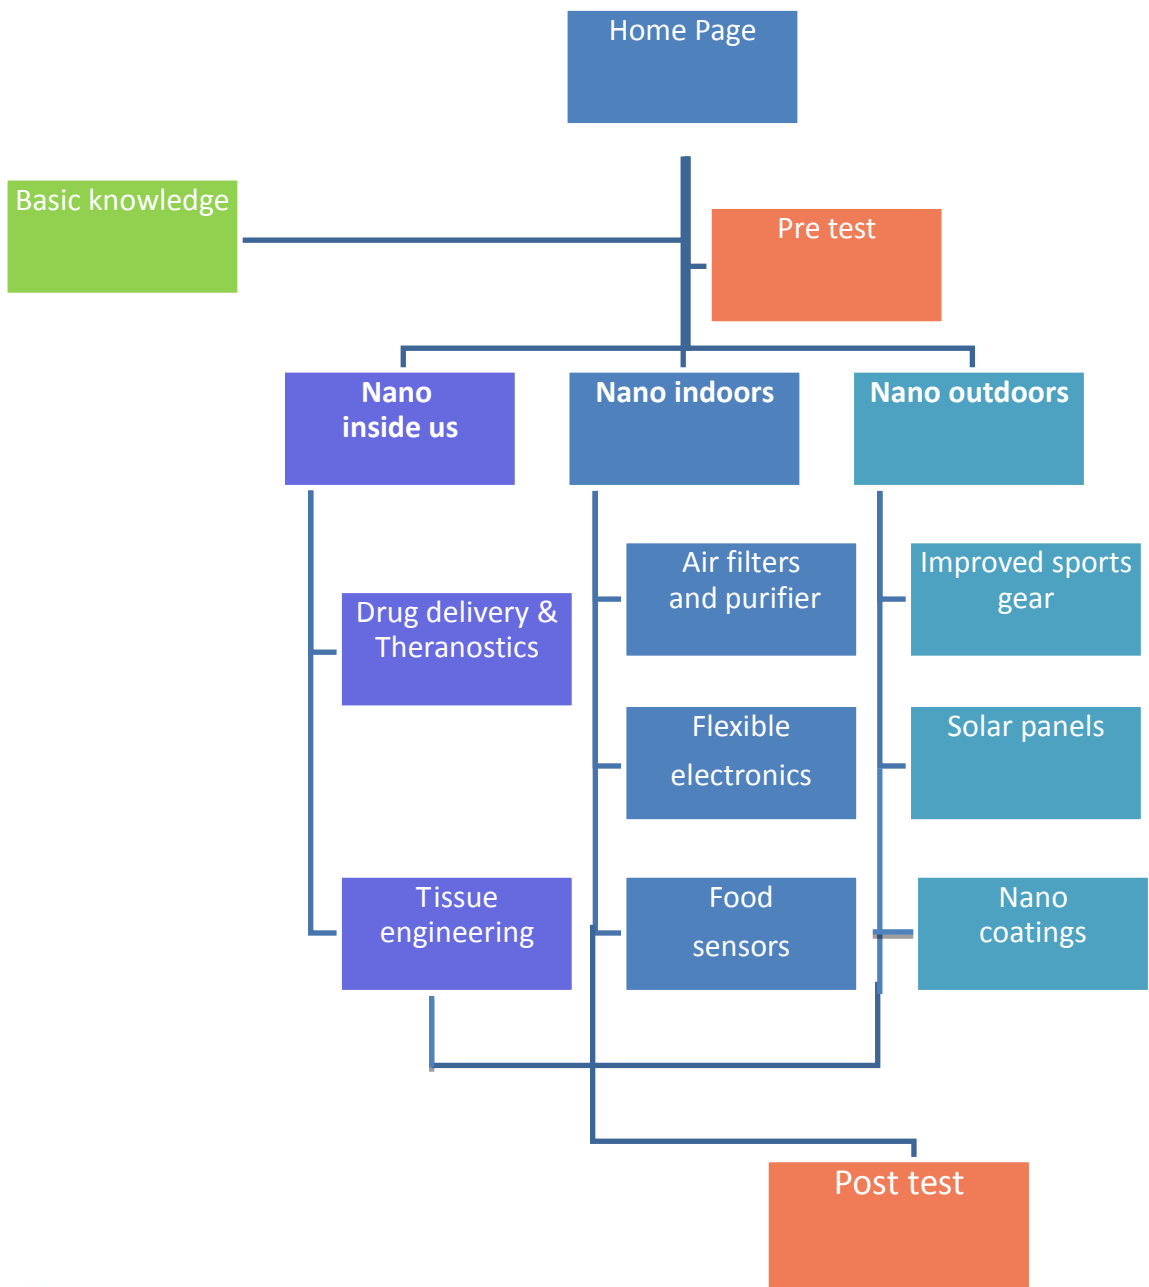 Home Page
Basic knowledge
Pre test
Nano
inside us
Nano indoors
Nano outdoors
Drug delivery &
Theranostics
Tissue
engineering
Air filters
and purifier
Flexible
electronics
Food
sensors
Improved sports
gear
Solar panels
Nano
coatings
Post test